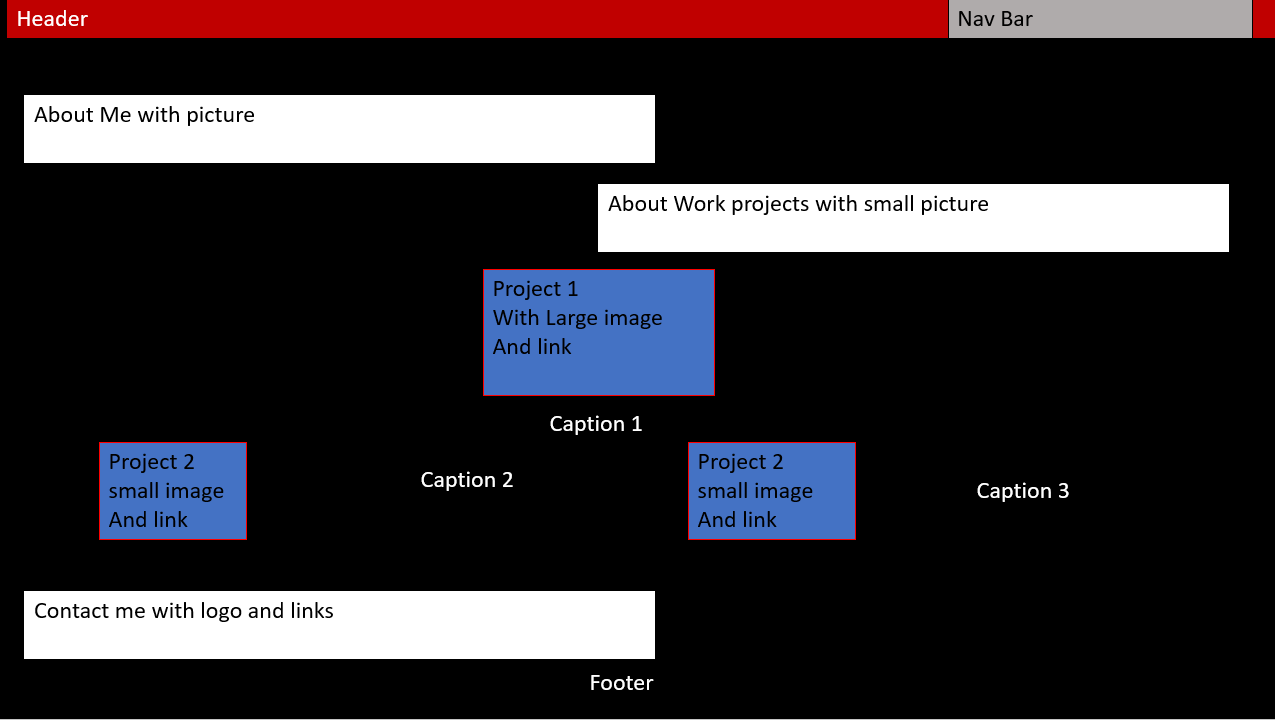 Header
Nav Bar
About Me with picture
About Work projects with small picture
Project 1
With Large image
And link
Caption 1
Project 2
small image
And link
Caption 2
Project 2
small image
And link
Caption 3
Contact me with logo and links
Footer